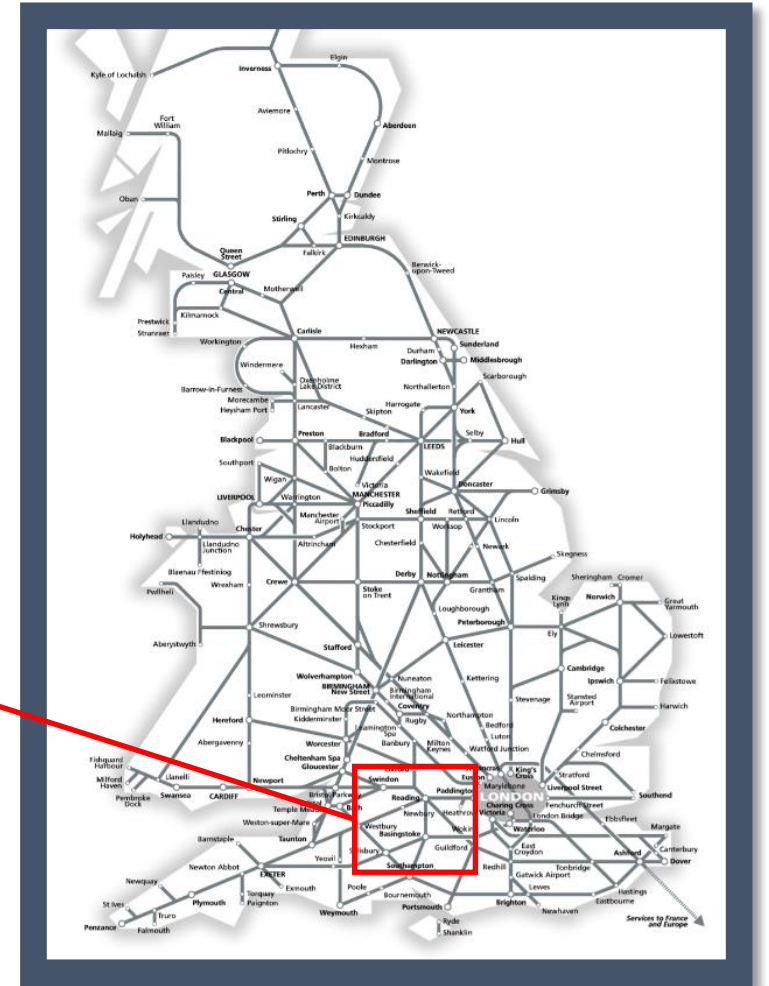 Elgin
Inverness
Kyle of Lochalsh
Aviemore
Fort
William
Aberdeen
Mallaig
Pitlochry
Montrose
Perth
Dundee
Oban
Kirkcaldy
Stirling
EDINBURGH
Queen
Street
Falkirk
Berwick-
upon-Tweed
Paisley
GLASGOW
Central
Motherwell
Kilmarnock
Prestwick
Stranraer
Carlisle
NEWCASTLE
Workington
Hexham
Sunderland
Durham
Darlington
Middlesbrough
Windermere
Scarborough
Oxenholme
Lake District
Barrow-in-Furness
Northallerton
Morecambe
Heysham Port
Lancaster
Harrogate
York
Skipton
Preston
Bradford
Selby
Blackpool
Blackburn
LEEDS
Hull
Huddersfield
Southport
Bolton
Wakefield
Wigan
Victoria
Doncaster
MANCHESTER
Piccadilly
Grimsby
LIVERPOOL
Warrington
Manchester
Airport
Sheffield
Retford
Llandudno
Stockport
Worksop
Lincoln
Chester
Holyhead
Llandudno
Junction
Altrincham
Chesterfield
Newark
Skegness
Blaenau Ffestiniog
Derby
Nottingham
Crewe
Spalding
Sheringham
Cromer
Wrexham
Stoke
on Trent
Grantham
Pwllheli
Kings
Lynn
Norwich
Great
Yarmouth
Loughborough
Shrewsbury
Peterborough
Ely
Lowestoft
Aberystwyth
Stafford
Leicester
Cambridge
Wolverhampton
Nuneaton
Kettering
Ipswich
Felixstowe
BIRMINGHAM
New Street
Birmingham
International
Leominster
Stevenage
Stansted
Airport
Birmingham Moor Street
Coventry
Harwich
Hereford
Kidderminster
Rugby
Northampton
Leamington
Spa
Bedford
Colchester
Abergavenny
Worcester
Banbury
Milton
Keynes
Luton
Watford Junction
Chelmsford
Cheltenham Spa
Gloucester
Fishguard
Harbour
Oxford
King's
Cross
Llanelli
Newport
Swindon
Euston
Stratford
Milford
Haven
Bristol Parkway
Paddington
Marylebone
Liverpool Street
Pembroke
Dock
Swansea
CARDIFF
Reading
LONDON
Southend
Bath
Charing Cross
Fenchurch Street
Temple Meads
Newbury
Heathrow
Victoria
London Bridge
Weston-super-Mare
Westbury
Ebbsfleet
Basingstoke
Waterloo
Margate
Barnstaple
Taunton
East
Croydon
Canterbury
Salisbury
Guildford
Ashford
Newton Abbot
Yeovil
Redhill
Tonbridge
Dover
EXETER
Southampton
Gatwick Airport
Newquay
Exmouth
Poole
Lewes
Hastings
Torquay
Paignton
Bournemouth
Eastbourne
St Ives
Plymouth
Brighton
Truro
Weymouth
Portsmouth
Newhaven
Penzance
Falmouth
Ryde
Shanklin
Services to France
and Europe